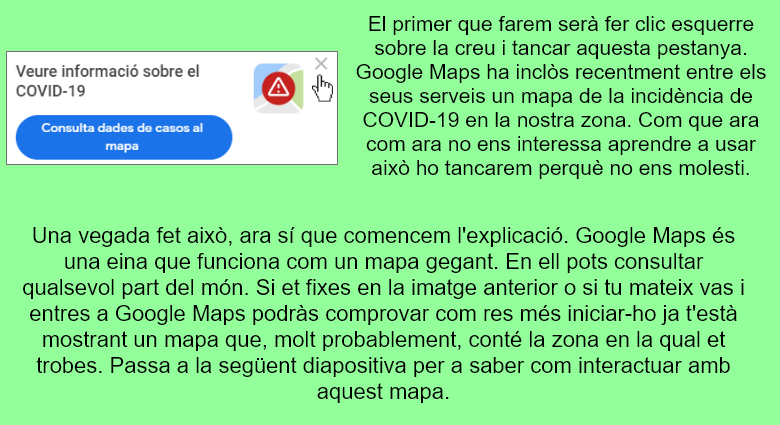 Veure informació sobre el
COVID-19
Consulta dades de casos al
mapa
El primer que farem serà fer clic esquerre
sobre la creu i tancar aquesta pestanya.
Google Maps ha inclòs recentment entre els
seus serveis un mapa de la incidència de
COVID-19 en la nostra zona. Com que ara
com ara no ens interessa aprendre a usar
això ho tancarem perquè no ens molesti.
Una vegada fet això, ara sí que comencem l'explicació. Google Maps és
una eina que funciona com un mapa gegant. En ell pots consultar
qualsevol part del món. Si et fixes en la imatge anterior o si tu mateix vas i
entres a Google Maps podràs comprovar com res més iniciar-ho ja t'està
mostrant un mapa que, molt probablement, conté la zona en la qual et
trobes. Passa a la següent diapositiva per a saber com interactuar amb
aquest mapa.